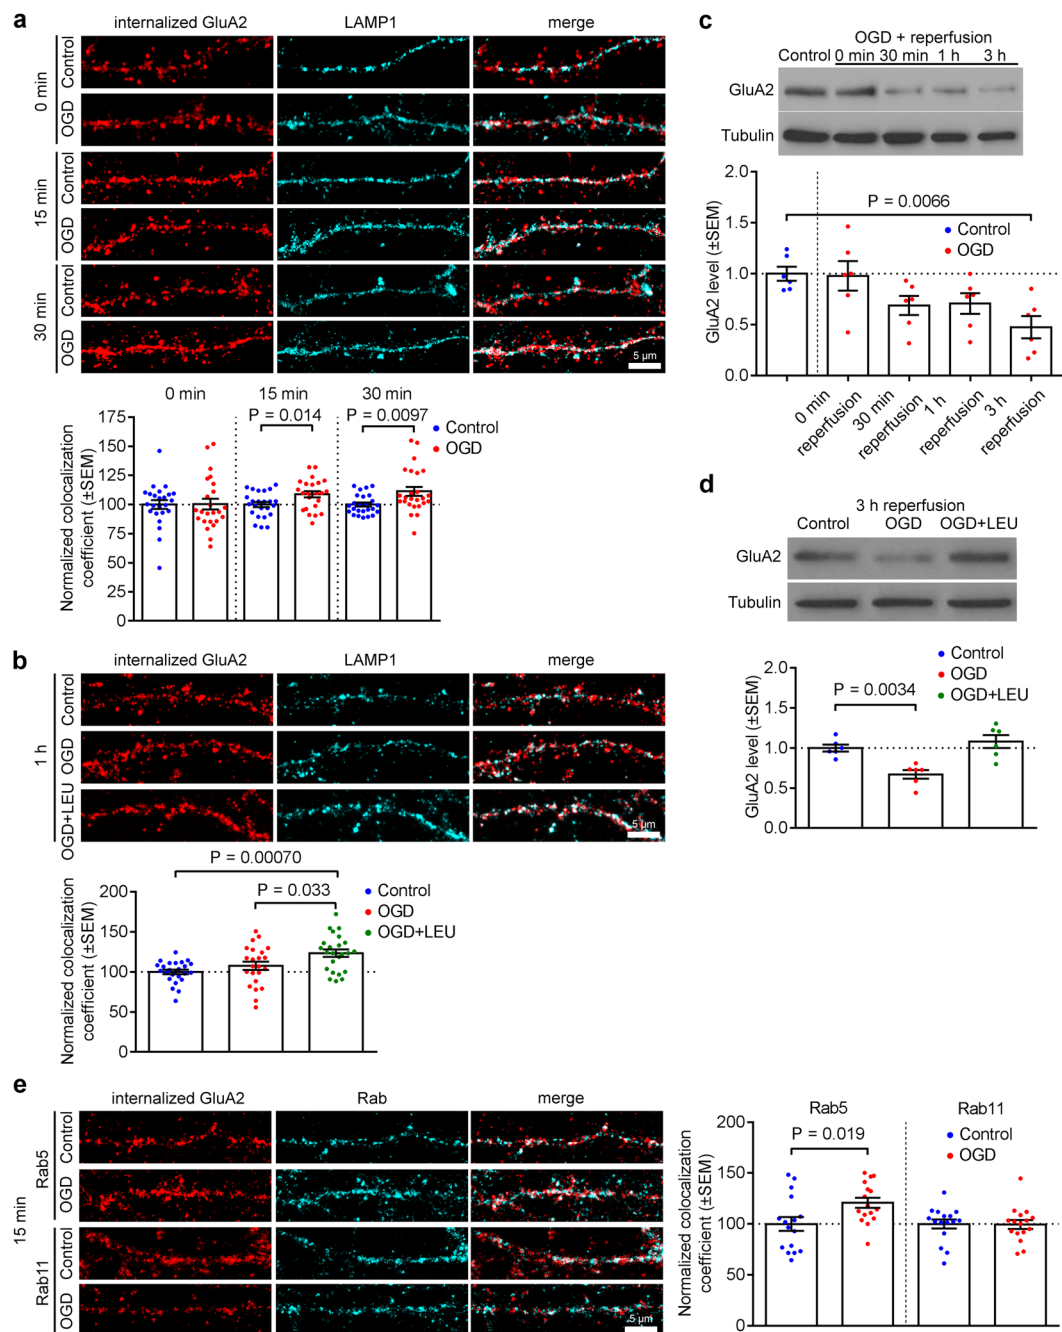 a
internalized GluA2
LAMP1
merge
0 min
Control
OGD
15 min
Control
OGD
30 min
Control
OGD
5 µm
0 min
15 min
30 min
P = 0.014
P = 0.0097
Control
OGD
Normalized colocalization
coefficient (±SEM)
175
150
125
100
75
50
25
0
b
internalized GluA2
LAMP1
merge
1 h
Control
OGD
OGD+LEU
5 µm
P = 0.00070
P = 0.033
Control
OGD
OGD+LEU
Normalized colocalization
coefficient (±SEM)
200
150
100
50
0
c
OGD + reperfusion
Control 0 min 30 min 1 h 3 h
GluA2
Tubulin
P = 0.0066
Control
OGD
GluA2 level (±SEM)
2.0
1.5
1.0
0.5
0.0
0 min
reperfusion
30 min
reperfusion
1 h
reperfusion
3 h
reperfusion
d
3 h reperfusion
Control OGD OGD+LEU
GluA2
Tubulin
Control
OGD
OGD+LEU
P = 0.0034
GluA2 level (±SEM)
2.0
1.5
1.0
0.5
0.0
e
internalized GluA2
Rab
merge
15 min
Rab5
Control
OGD
Rab11
Control
OGD
5 µm
Rab5
Rab11
P = 0.019
Control
OGD
Normalized colocalization
coefficient (±SEM)
200
150
100
50
0